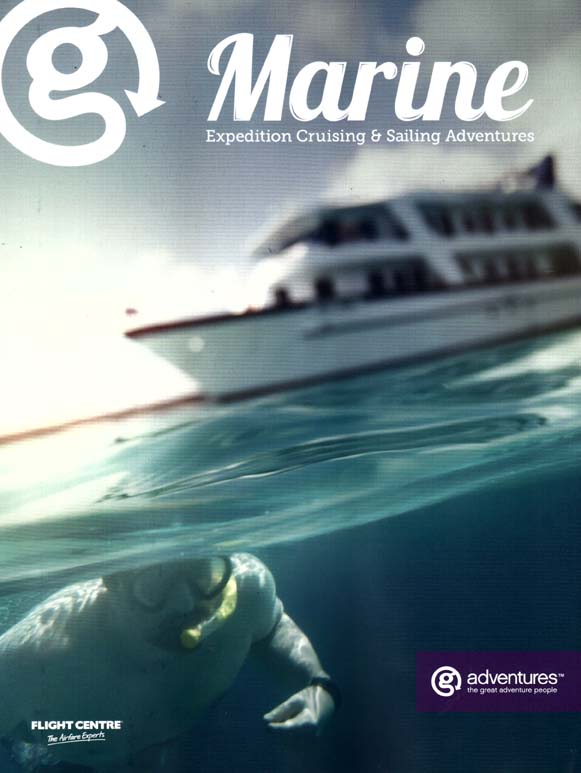 g
Marine
Expedition Cruising & Sailing Adventures
g adventures™
the great adventure people
FLIGHT CENTRE
The Airfare Experts